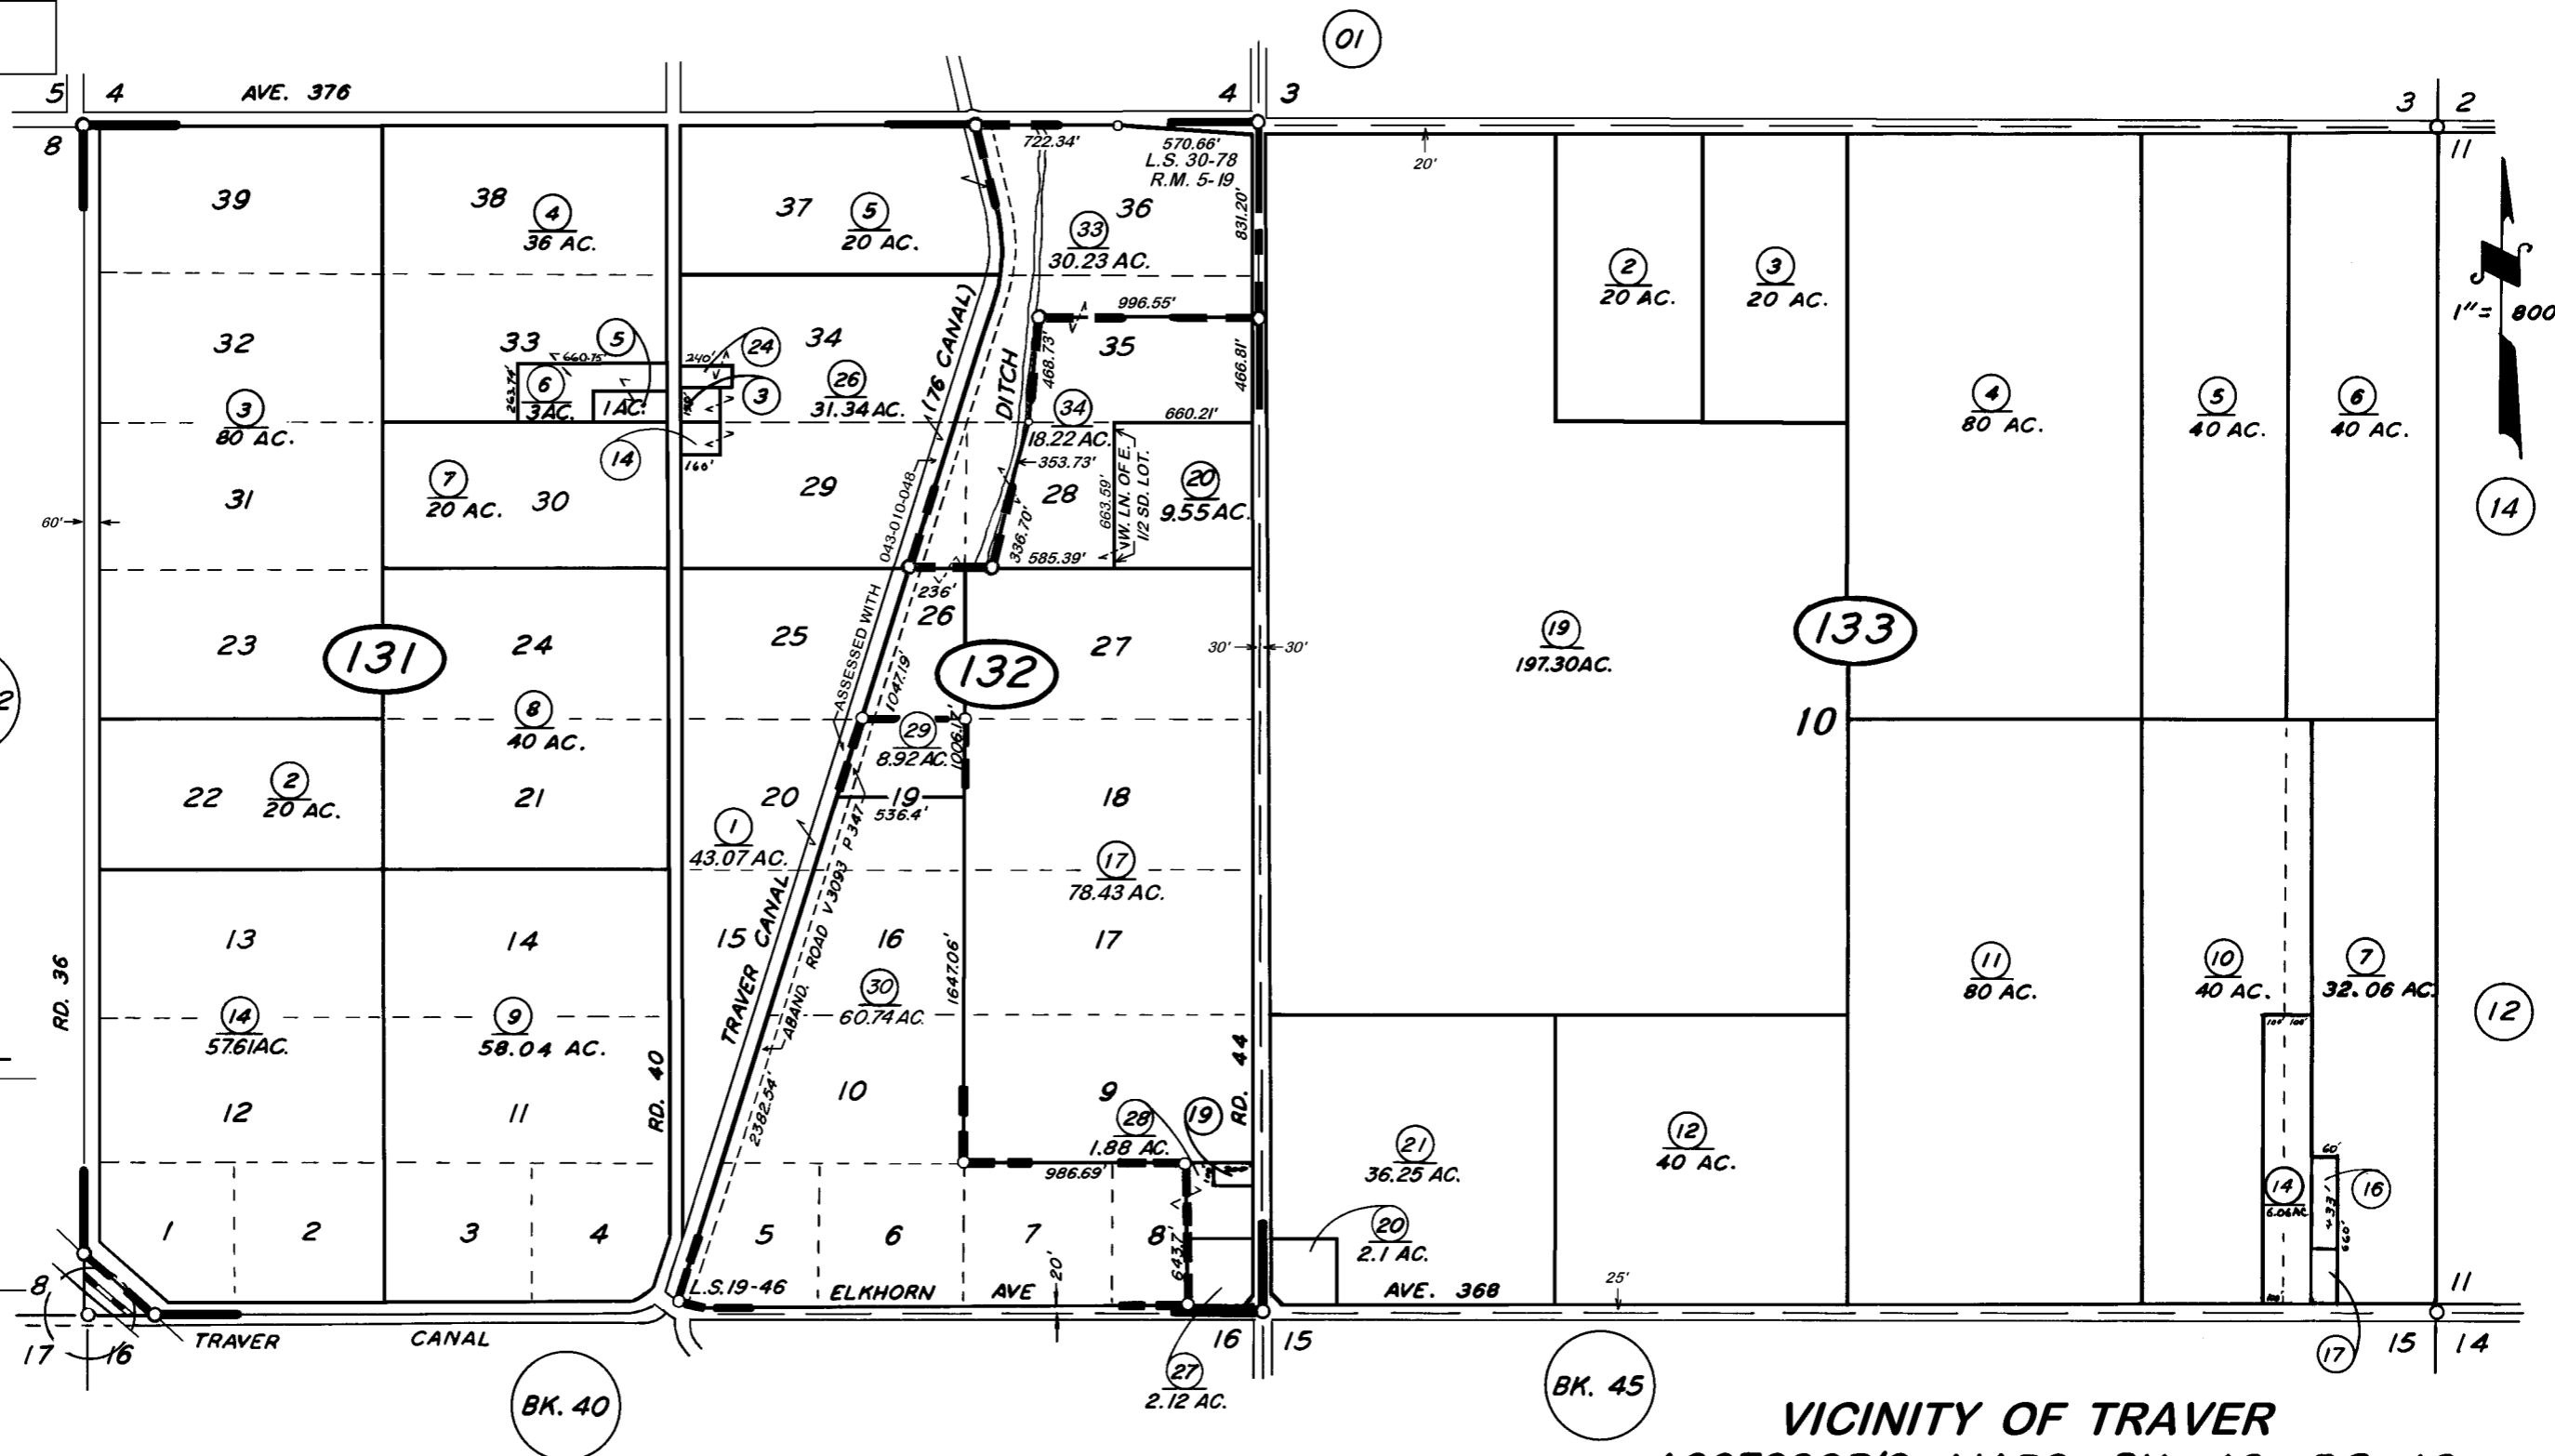 01
5 4
AVE. 376
4 3
3 2
8
11
722.34'
570.66'
L.S. 30-78
R.M. 5-19
20'
831.20'
39
38
4
36 AC.
37
5
20 AC.
36
33
30.23 AC.
2
20 AC.
3
20 AC.
1"= 800
996.55'
32
33
5
660.75'
240'
24
34
(76 CANAL)
DITCH
468.73'
35
466.81'
263.74'
6
3AC.
1 AC.
3
26
31.34 AC.
3
80 AC.
34
18.22 AC.
660.21'
4
80 AC.
5
40 AC.
6
40 AC.
14
160'
353.73'
7
20 AC.
30
31
29
28
663.59'
W. LN. OF E.
1/2 SD. LOT.
20
9.55 AC.
14
60'
336.70'
585.39'
ASSESSED WITH 043-010-048
236'
26
23
131
24
25
132
27
30' 30'
19
197.30AC.
133
1047.19'
8
40 AC.
29
8.92 AC.
1006.17'
10
22
2
20 AC.
21
20
19
536.4'
18
1
43.07 AC.
17
78.43 AC.
ABAND. ROAD V3093 P347
TRAVER CANAL
13
14
15
16
17
1647.06'
RD. 36
30
60.74 AC.
11
80 AC.
10
40 AC.
7
32.06 AC.
12
14
57.61AC.
9
58.04 AC.
RD. 40
RD. 44
100' 100'
12
11
10
9
2382.54'
28
1.88 AC.
19
21
36.25 AC.
12
40 AC.
986.69'
60'
14
6.06AC
433'
16
660'
1
2
3
4
5
6
7
8
643.7'
20
2.1 AC.
8
L.S.19-46
ELKHORN AVE
20'
AVE. 368
25'
11
17 16
TRAVER CANAL
16 15
15 14
17
27
2.12 AC.
BK. 40
BK. 45
VICINITY OF TRAVER